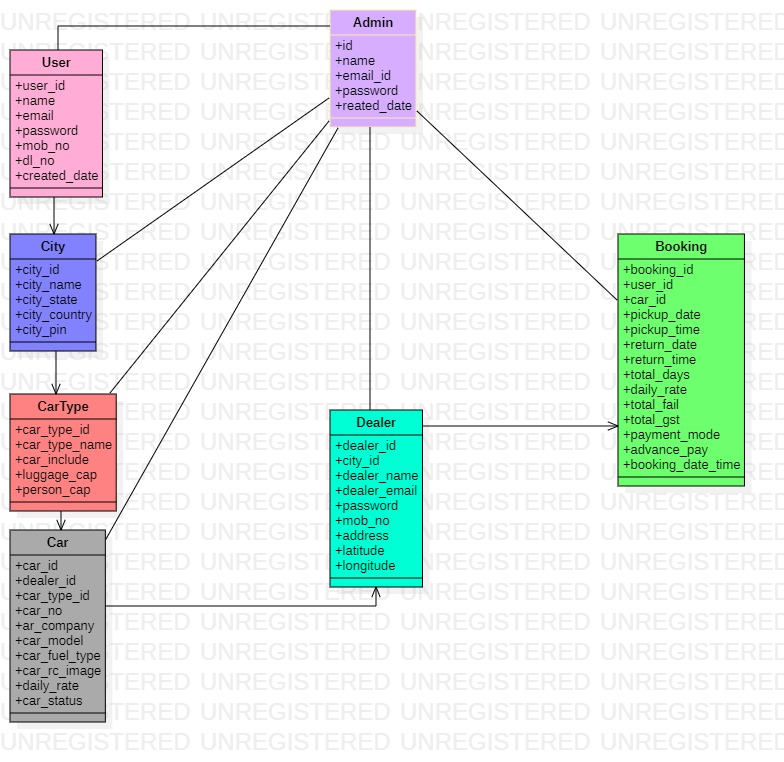 Admin
+id
+name
+email_id
+password
+reated_date
User
+user_id
+name
+email
+password
+mob_no
+dl_no
+created_date
City
+city_id
+city_name
+city_state
+city_country
+city_pin
Booking
+booking_id
+user_id
+car_id
+pickup_date
+pickup_time
+return_date
+return_time
+total_days
+daily_rate
+total_fail
+total_gst
+payment_mode
+advance_pay
+booking_date_time
CarType
+car_type_id
+car_type_name
+car_include
+luggage_cap
+person_cap
Dealer
+dealer_id
+city_id
+dealer_name
+dealer_email
+password
+mob_no
+address
+latitude
+longitude
Car
+car_id
+dealer_id
+car_type_id
+car_no
+ar_company
+car_model
+car_fuel_type
+car_rc_image
+daily_rate
+car_status
UNREGISTERED UNREGISTERED UNREGISTERED UNREGISTERED